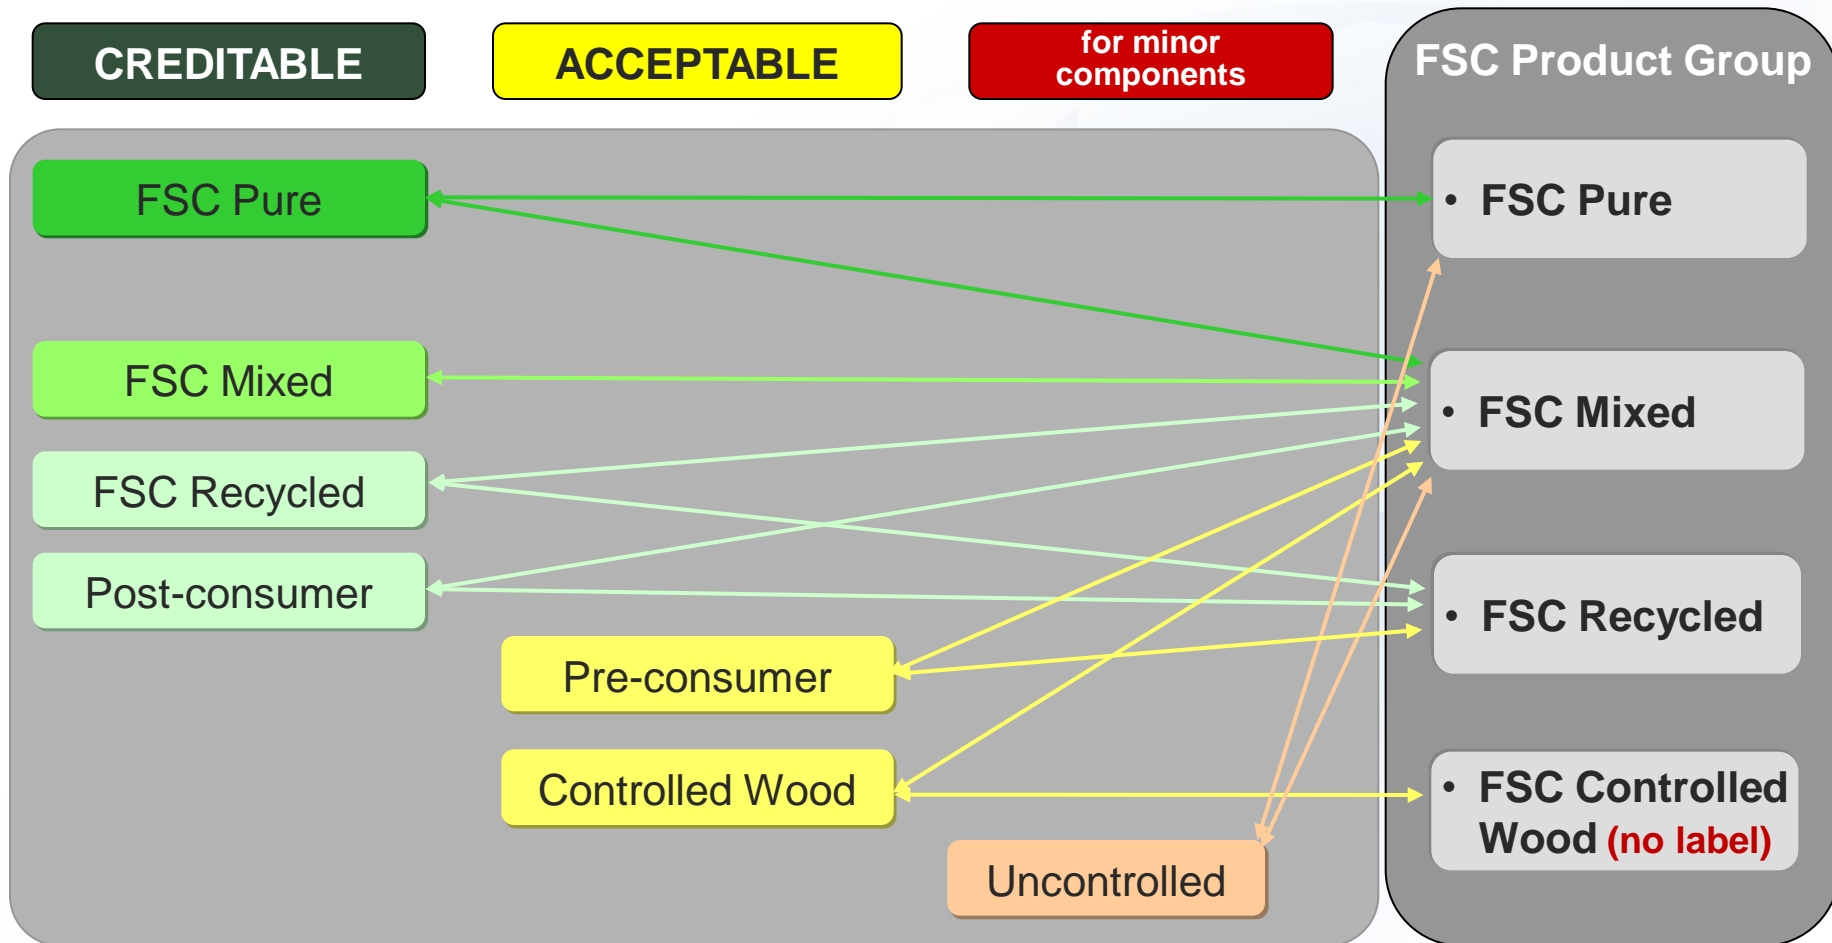 CREDITABLE
ACCEPTABLE
for minor
components
FSC Product Group
FSC Pure
• FSC Pure
FSC Mixed
• FSC Mixed
FSC Recycled
Post-consumer
• FSC Recycled
Pre-consumer
Controlled Wood
• FSC Controlled
Wood (no label)
Uncontrolled